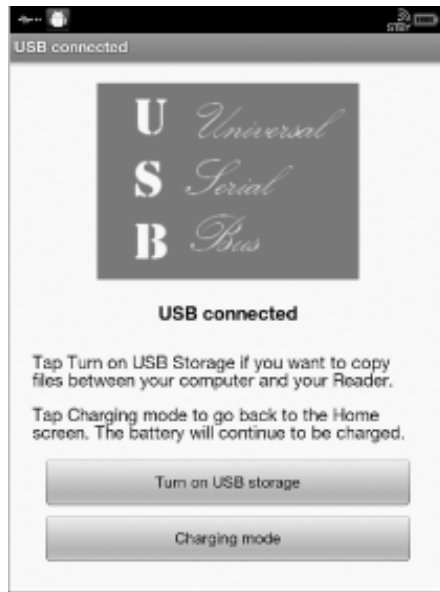 STBY
USB connected
U Universal
S Serial
B Bus
USB connected
Tap Turn on USB Storage if you want to copy
files between your computer and your Reader.
Tap Charging mode to go back to the Home
screen. The battery will continue to be charged.
Turn on USB storage
Charging mode